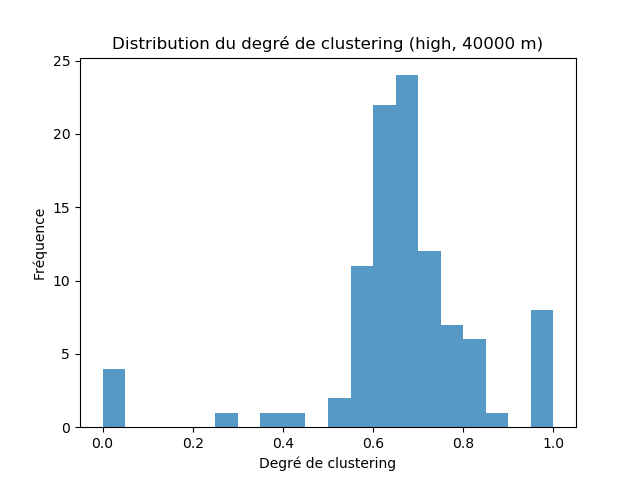 Distribution du degré de clustering (high, 40000 m)
25
20
15
10
5
0
Fréquence
0.0 0.2 0.4 0.6 0.8 1.0
Degré de clustering